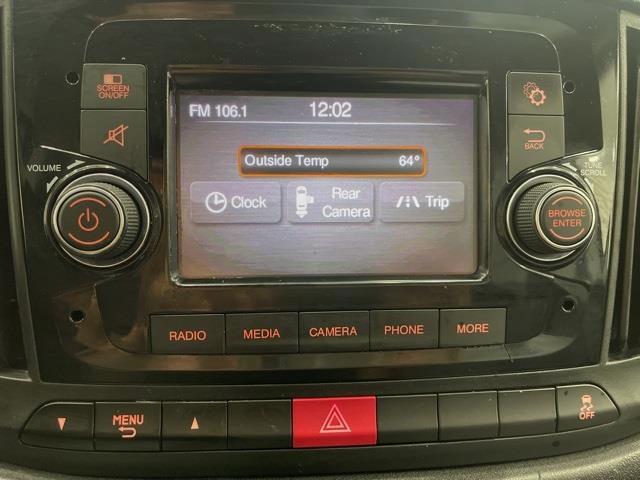 SCREEN
ON/OFF
FM 106.1
12:02
BACK
VOLUME
Outside Temp 64°
TUNE
SCROLL
Clock
Rear
Camera
Trip
BROWSE
ENTER
RADIO
MEDIA
CAMERA
PHONE
MORE
MENU
OFF